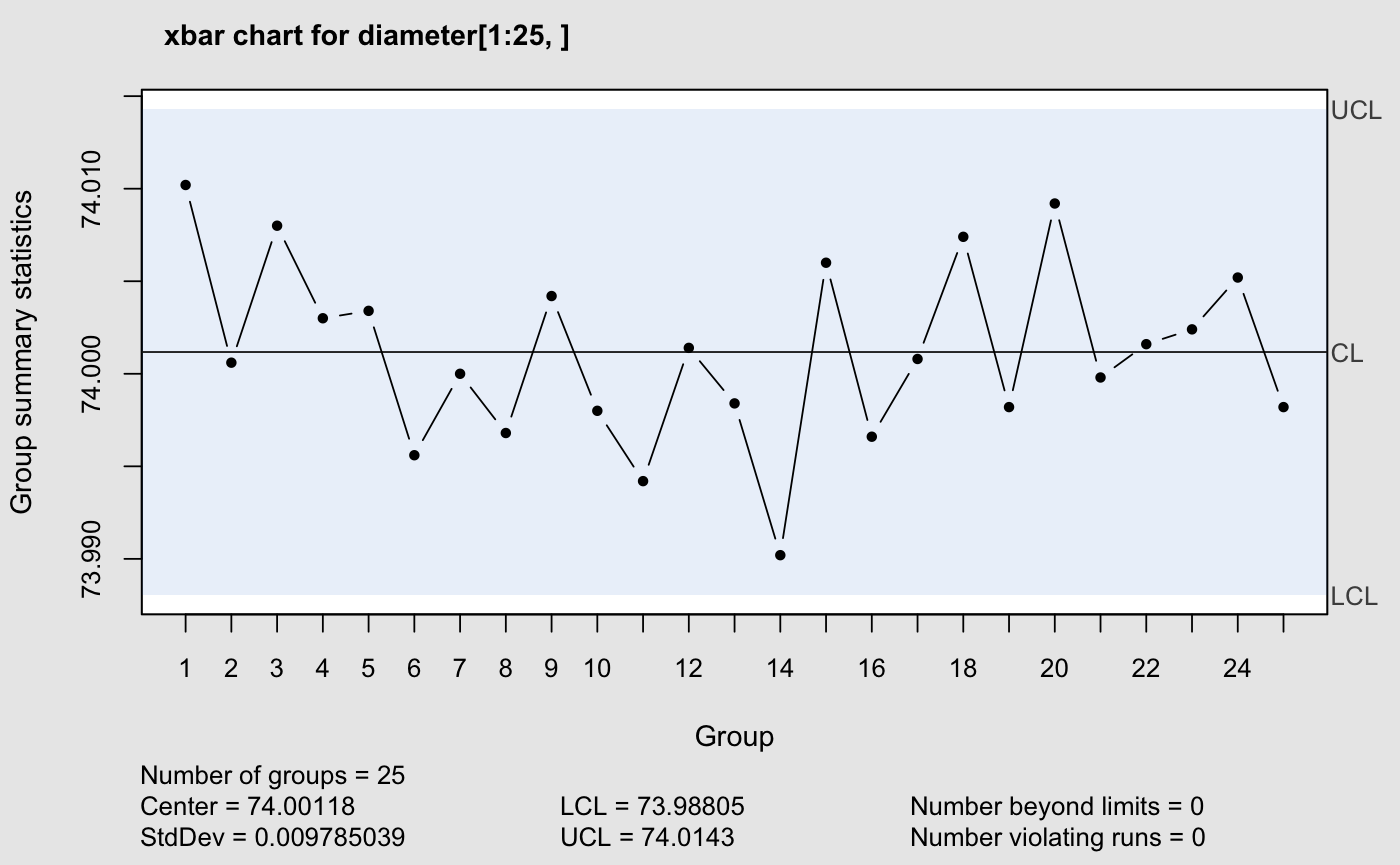 xbar chart for diameter[1:25, ]
Group summary statistics
74.010
74.000
73.990
UCL
CL
LCL
1 2 3 4 5 6 7 8 9 10 12 14 16 18 20 22 24
Group
Number of groups = 25
Center = 74.00118 LCL = 73.98805 Number beyond limits = 0
StdDev = 0.009785039 UCL = 74.0143 Number violating runs = 0